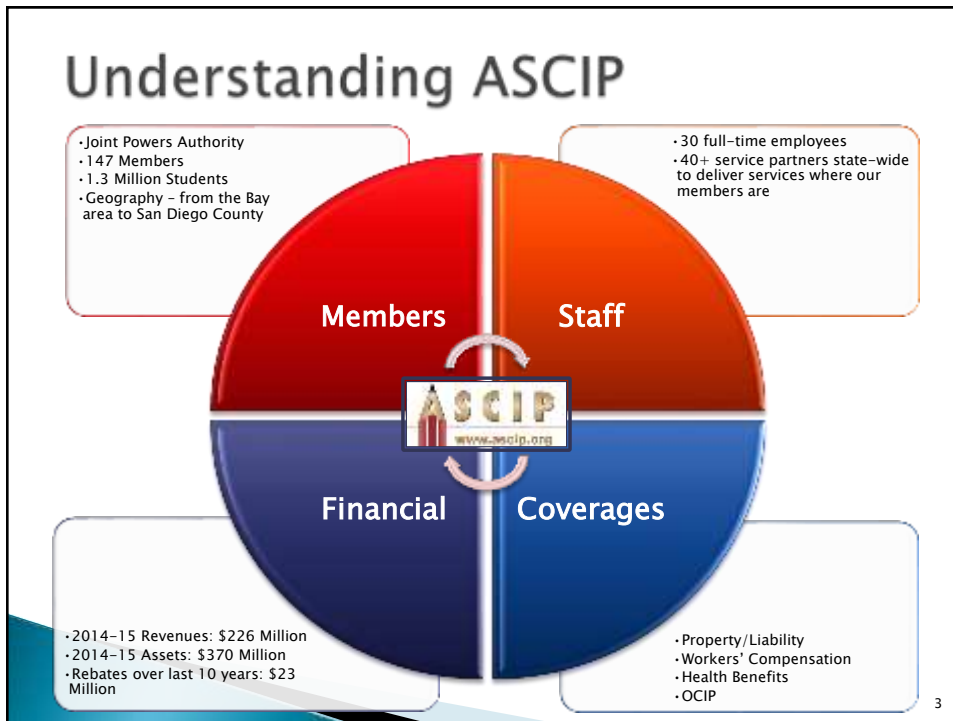 Understanding ASCIP
•Joint Powers Authority
•147 Members
•1.3 Million Students
•Geography – from the Bay
area to San Diego County
•30 full-time employees
•40+ service partners state-wide
to deliver services where our
members are
Members
Staff
ASCIP
www.ascip.org
Financial
Coverages
•2014-15 Revenues: $226 Million
•2014-15 Assets: $370 Million
•Rebates over last 10 years: $23
Million
•Property/Liability
•Workers’ Compensation
•Health Benefits
•OCIP
3